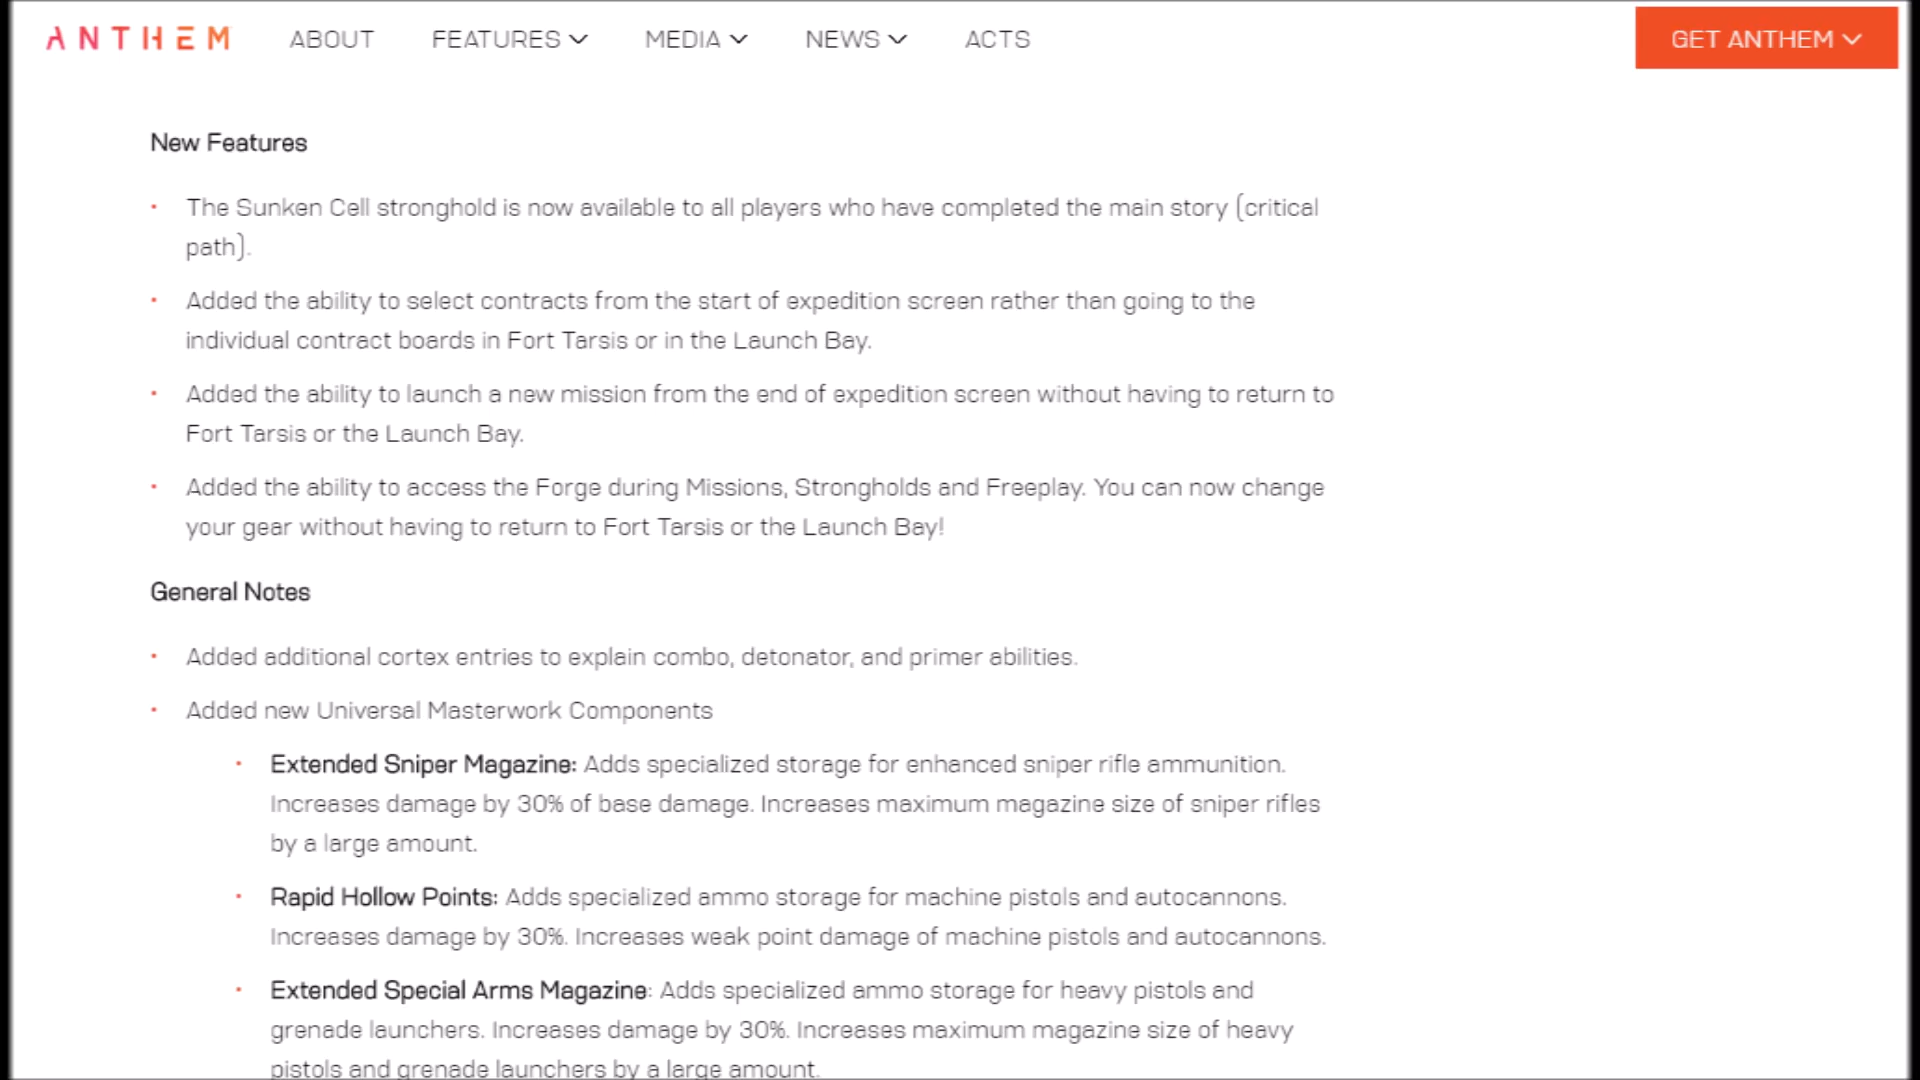 ANTHEM ABOUT FEATURES MEDIA NEWS ACTS GET ANTHEM
New Features
• The Sunken Cell stronghold is now available to all players who have completed the main story (critical
path).
• Added the ability to select contracts from the start of expedition screen rather than going to the
individual contract boards in Fort Tarsis or in the Launch Bay.
• Added the ability to launch a new mission from the end of expedition screen without having to return to
Fort Tarsis or the Launch Bay.
• Added the ability to access the Forge during Missions, Strongholds and Freeplay. You can now change
your gear without having to return to Fort Tarsis or the Launch Bay!
General Notes
• Added additional cortex entries to explain combo, detonator, and primer abilities.
• Added new Universal Masterwork Components
• Extended Sniper Magazine: Adds specialized storage for enhanced sniper rifle ammunition.
Increases damage by 30% of base damage. Increases maximum magazine size of sniper rifles
by a large amount.
• Rapid Hollow Points: Adds specialized ammo storage for machine pistols and autocannons.
Increases damage by 30%. Increases weak point damage of machine pistols and autocannons.
• Extended Special Arms Magazine: Adds specialized ammo storage for heavy pistols and
grenade launchers. Increases damage by 30%. Increases maximum magazine size of heavy
pistols and grenade launchers by a large amount.